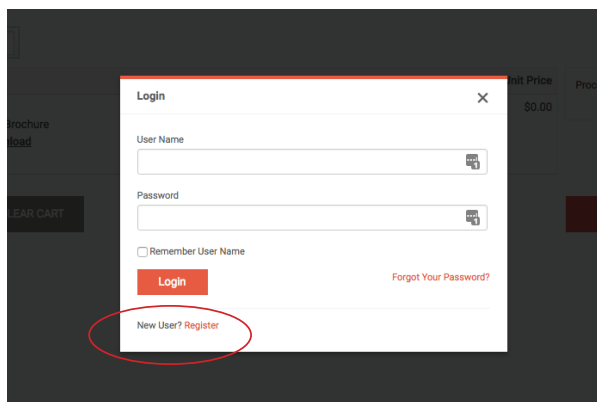 Login
Unit Price
Proc
$0.00
Brochure
User Name
nload
Password
LEAR CART
Remember User Name
Login
Forgot Your Password?
New User? Register